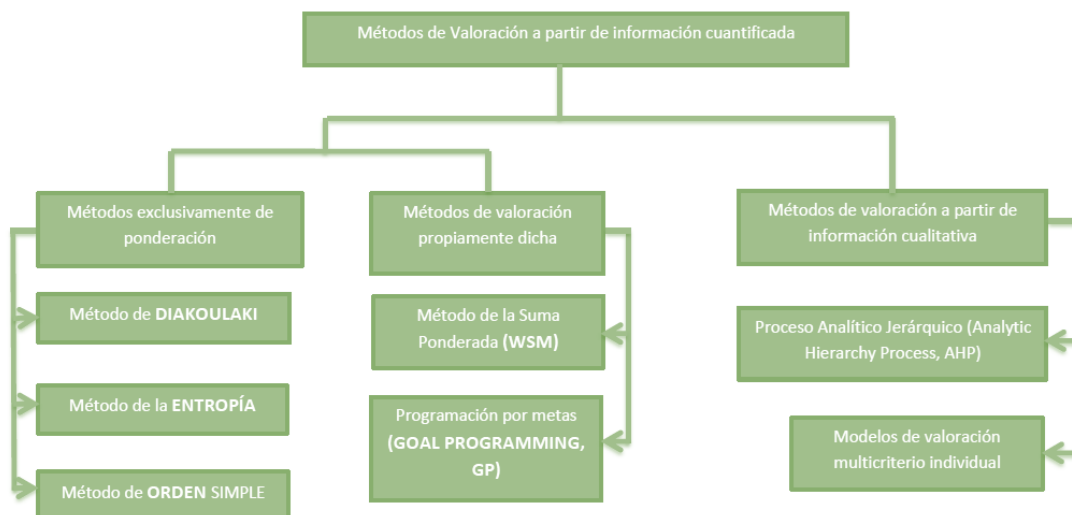 Métodos de Valoración a partir de información cuantificada
Métodos exclusivamente de
ponderación
Métodos de valoración
propiamente dicha
Métodos de valoración a partir de
información cualitativa
Método de DIAKOULAKI
Método de la Suma
Ponderada (WSM)
Proceso Analítico Jerárquico (Analytic
Hierarchy Process, AHP)
Método de la ENTROPÍA
Programación por metas
(GOAL PROGRAMMING,
GP)
Modelos de valoración
multicriterio individual
Método de ORDEN SIMPLE